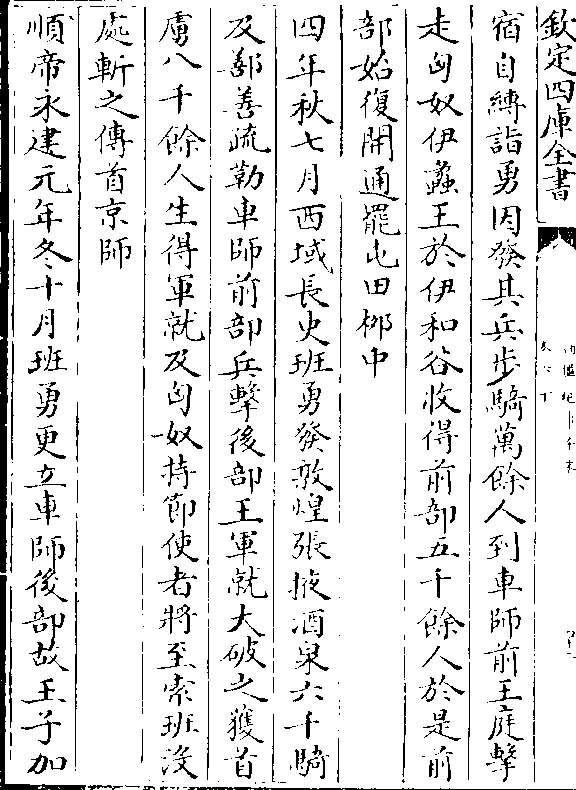 欽定四庫全書
宿自縛詣勇因發其兵步騎萬餘人到車師前王庭擊
走匈奴伊蠡王於伊和谷收得前部五千餘人於是前
部始復開通罷屯田栁中
四年秋七月西域長史班勇發敦煌張掖酒泉六千騎
及鄯善疏勒車師前部兵擊後部王軍就大破之獲首
虜八千餘人生得軍就及匈奴持節使者將至索班沒
處斬之傳首京師
順帝永建元年冬十月班勇更立車師後部故王子加